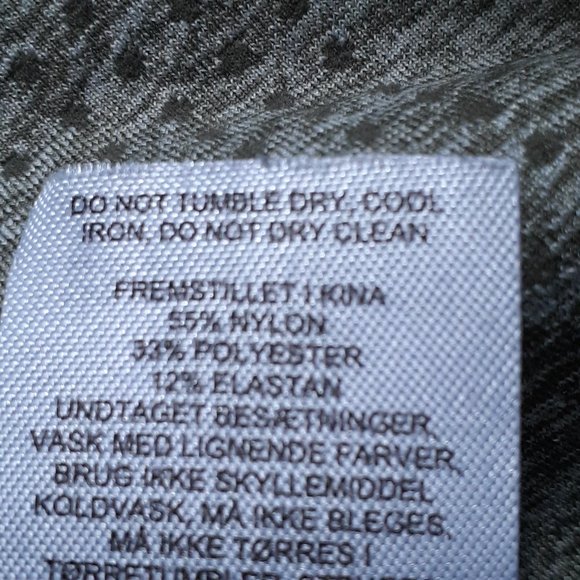 DO NOT TUMBLE DRY. COOL
IRON. DO NOT DRY CLEAN
FREMSTILLET I KINA
55% NYLON
33% POLYESTER
12% ELASTAN
UNDTAGET BESÆTNINGER.
VASK MED LIGNENDE FARVER,
BRUG IKKE SKYLLEMIDDEL
KOLDVASK, MÅ IKKE BLEGES,
MÅ IKKE TØRRES I
TØRRETUMBLER,